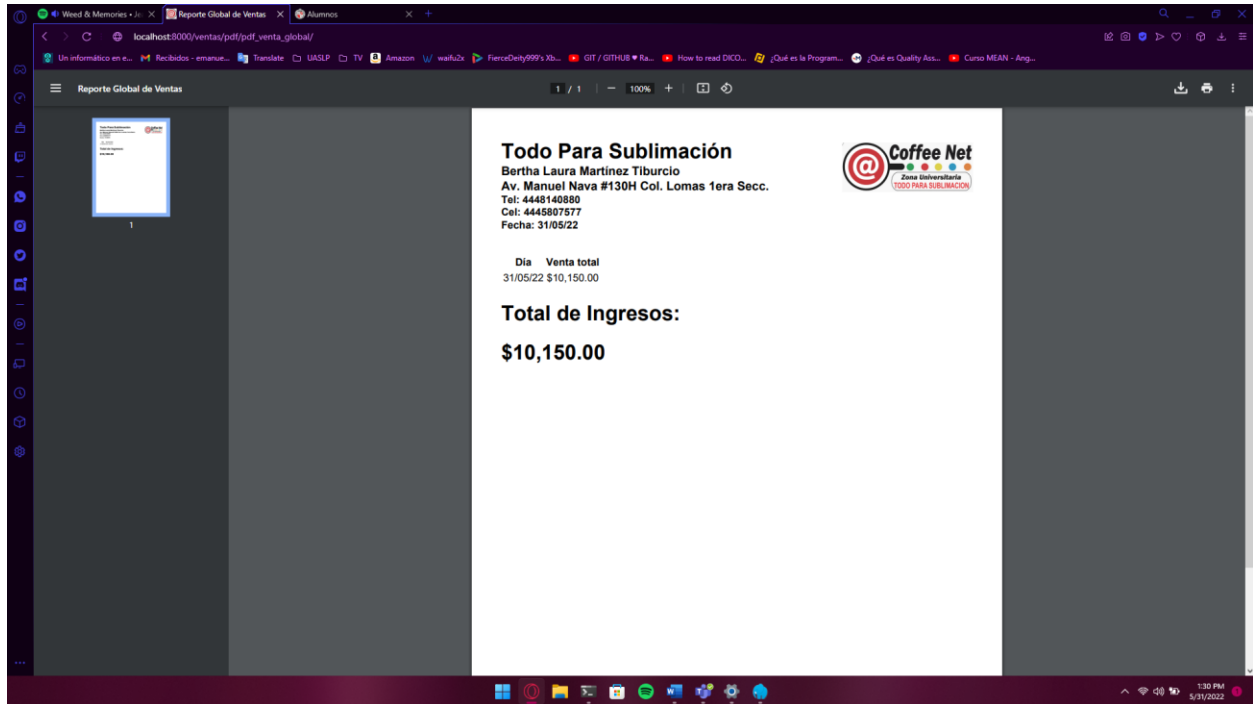 Weed & Memories • Jo
Reporte Global de Ventas
Alumnos
localhost:8000/ventas/pdf/pdf_venta_global/
Un informático en e...
Recibidos - emanue...
Translate
UASLP
TV
Amazon
waifu2x
FierceDeity999's Xb...
GIT / GITHUB ♥ Ra...
How to read DICO...
¿Qué es la Program...
¿Qué es Quality Ass...
Curso MEAN - Ang...
Reporte Global de Ventas
1 / 1
100%
1
Todo Para Sublimación
Bertha Laura Martínez Tiburcio
Av. Manuel Nava #130H Col. Lomas 1era Secc.
Tel: 4448140880
Cel: 4445807577
Fecha: 31/05/22
@ Coffee Net
Zona Universitaria
TODO PARA SUBLIMACION
Dia Venta total
31/05/22 $10,150.00
Total de Ingresos:
$10,150.00
1:30 PM
5/31/2022